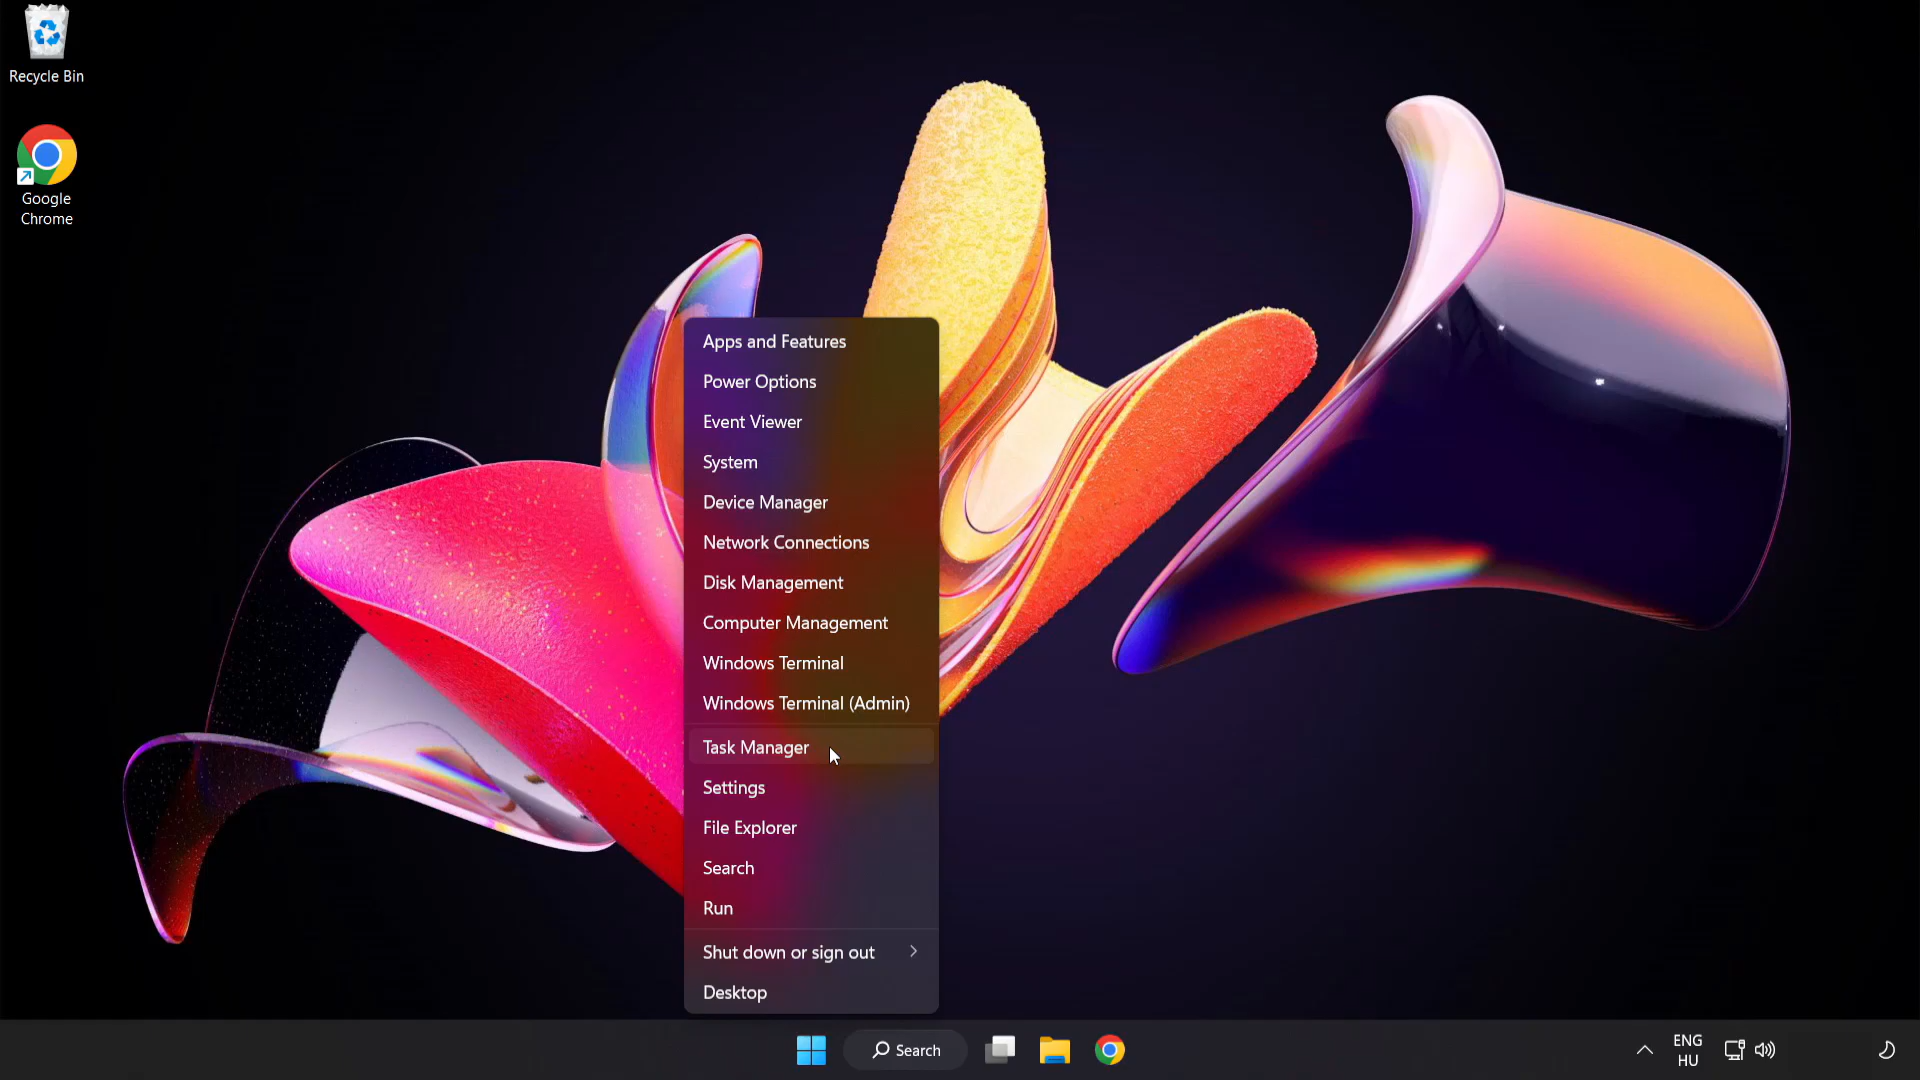 Recycle Bin
Google
Chrome
Apps and Features
Power Options
Event Viewer
System
Device Manager
Network Connections
Disk Management
Computer Management
Windows Terminal
Windows Terminal (Admin)
Task Manager
Settings
File Explorer
Search
Run
Shut down or sign out
Desktop
Search
ENG
HU